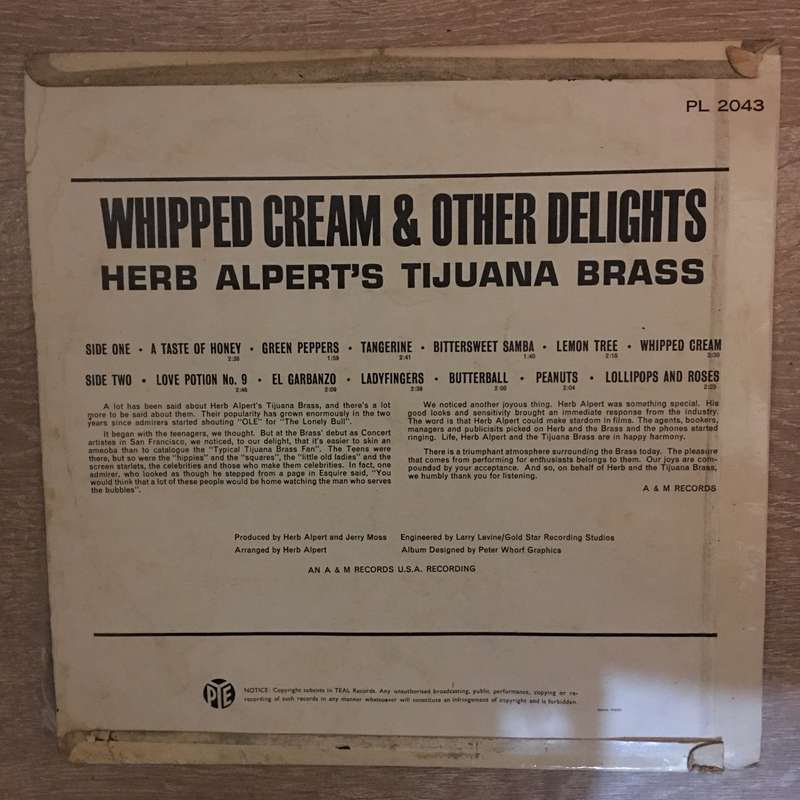 PL 2043
WHIPPED CREAM & OTHER DELIGHTS
HERB ALPERT'S TIJUANA BRASS
SIDE ONE • A TASTE OF HONEY • GREEN PEPPERS • TANGERINE • BITTERSWEET SAMBA • LEMON TREE • WHIPPED CREAM
2:38 1:59 2:41 1:40 2:15 2:30
SIDE TWO • LOVE POTION No. 9 • EL GARBANZO • LADYFINGERS • BUTTERBALL • PEANUTS • LOLLIPOPS AND ROSES
2:45 2:09 2:38 2:00 2:04 2:23
A lot has been said about Herb Alpert's Tijuana Brass, and there's a lot
more to be said about them. Their popularity has grown enormously in the two
years since admirers started shouting "OLE" for "The Lonely Bull".
It began with the teenagers, we thought. But at the Brass' debut as Concert
artistes in San Francisco, we noticed, to our delight, that it's easier to skin an
amoeba than to catalogue the "Typical Tijuana Brass Fan". The Teens were
there, but so were the "hippies" and the "squares", the "little old ladies" and the
screen starlets, the celebrities and those who make them celebrities. In fact, one
admirer, who looked as though he stepped from a page in Esquire said, "You
would think that a lot of these people would be home watching the man who serves
the bubbles".
We noticed another joyous thing. Herb Alpert was something special. His
good looks and sensitivity brought an immediate response from the industry.
The word is that Herb Alpert could make stardom in films. The agents, bookers,
managers and publicists picked on Herb and the Brass and the phones started
ringing. Life, Herb Alpert and the Tijuana Brass are in happy harmony.
There is a triumphant atmosphere surrounding the Brass today. The pleasure
that comes from performing for enthusiasts belongs to them. Our joys are com-
pounded by your acceptance. And so, on behalf of Herb and the Tijuana Brass,
we humbly thank you for listening.
A & M RECORDS
Produced by Herb Alpert and Jerry Moss Engineered by Larry Levine/Gold Star Recording Studios
Arranged by Herb Alpert Album Designed by Peter Whorf Graphics
AN A & M RECORDS U.S.A. RECORDING
PYE
NOTICE: Copyright subsists in TEAL Records. Any unauthorised broadcasting, public, performance, copying or re-
recording of such records in any manner whatsoever will constitute an infringement of copyright and is forbidden.